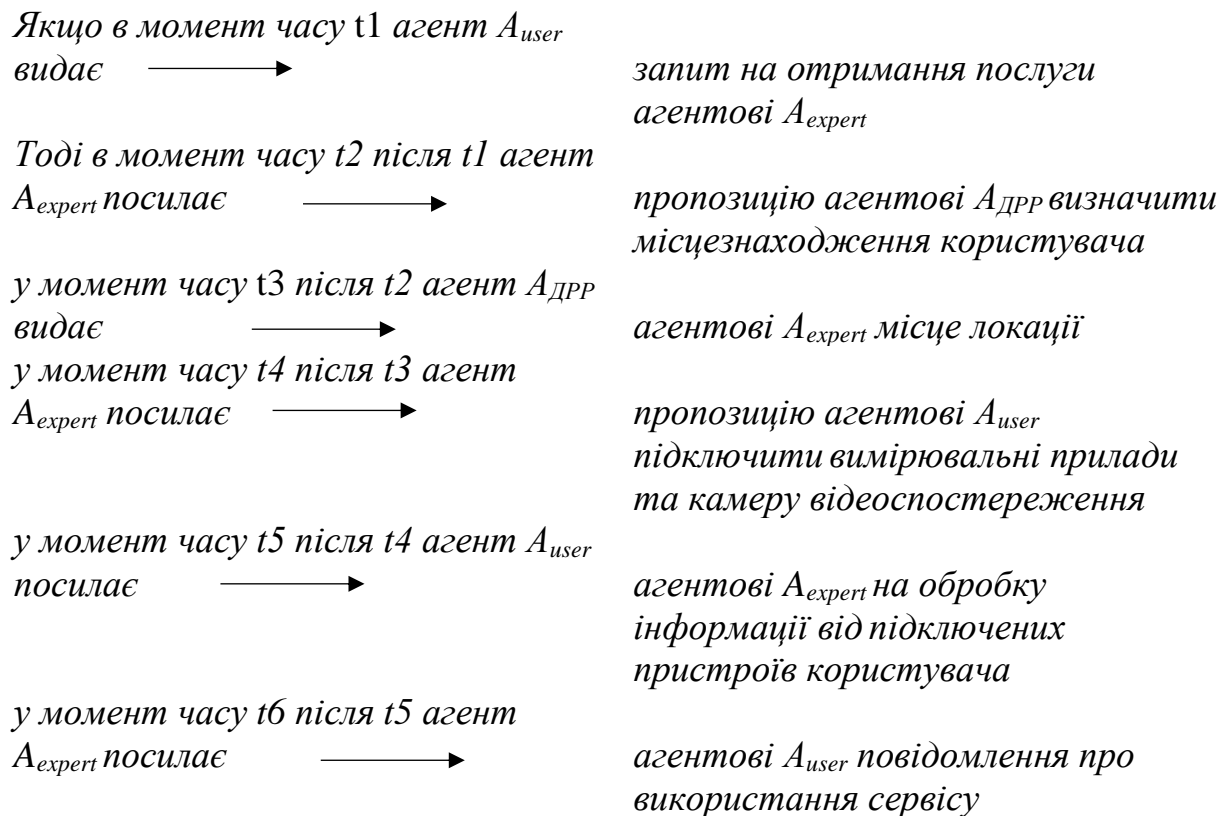 Якщо в момент часу t1 агент Auser
видає → запит на отримання послуги
агентові Aexpert
Тоді в момент часу t2 після t1 агент
Aexpert посилає → пропозицію агентові AДРР визначити
місцезнаходження користувача
у момент часу t3 після t2 агент AДРР
видає → агентові Aexpert місце локації
у момент часу t4 після t3 агент
Aexpert посилає → пропозицію агентові Auser
підключити вимірювальні прилади
та камеру відеоспостереження
у момент часу t5 після t4 агент Auser
посилає → агентові Aexpert на обробку
інформації від підключених
пристроїв користувача
у момент часу t6 після t5 агент
Aexpert посилає → агентові Auser повідомлення про
використання сервісу